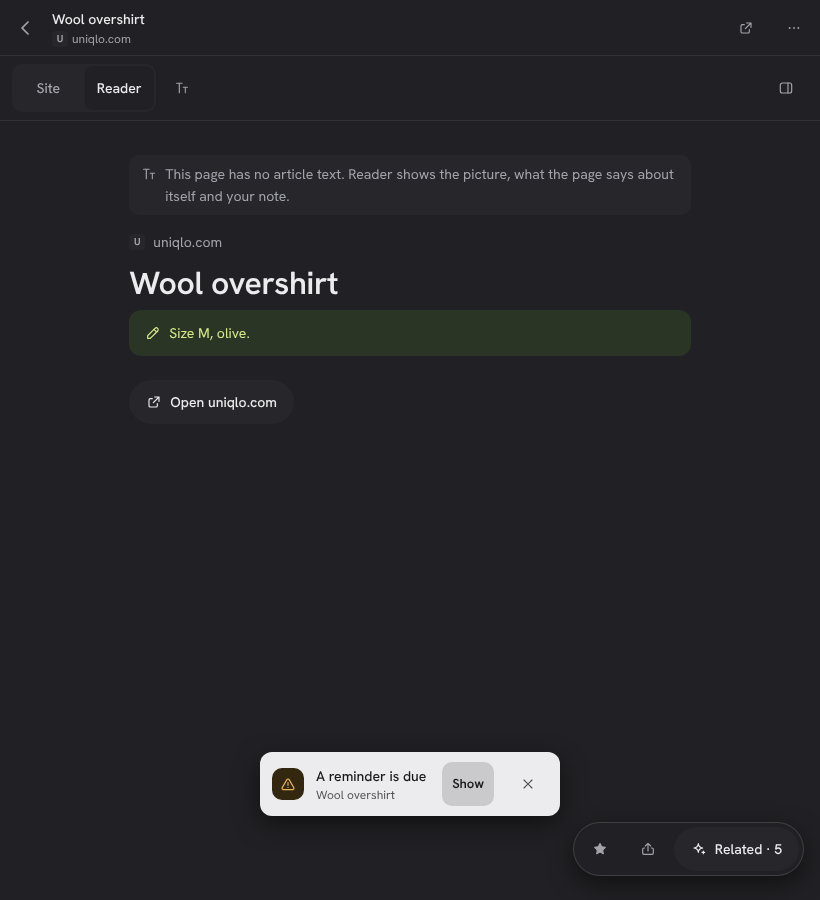 Wool overshirt
U uniqlo.com
Site
Reader
TT
TT This page has no article text. Reader shows the picture, what the page says about
itself and your note.
U uniqlo.com
Wool overshirt
Size M, olive.
Open uniqlo.com
A reminder is due
Wool overshirt
Show
Related · 5